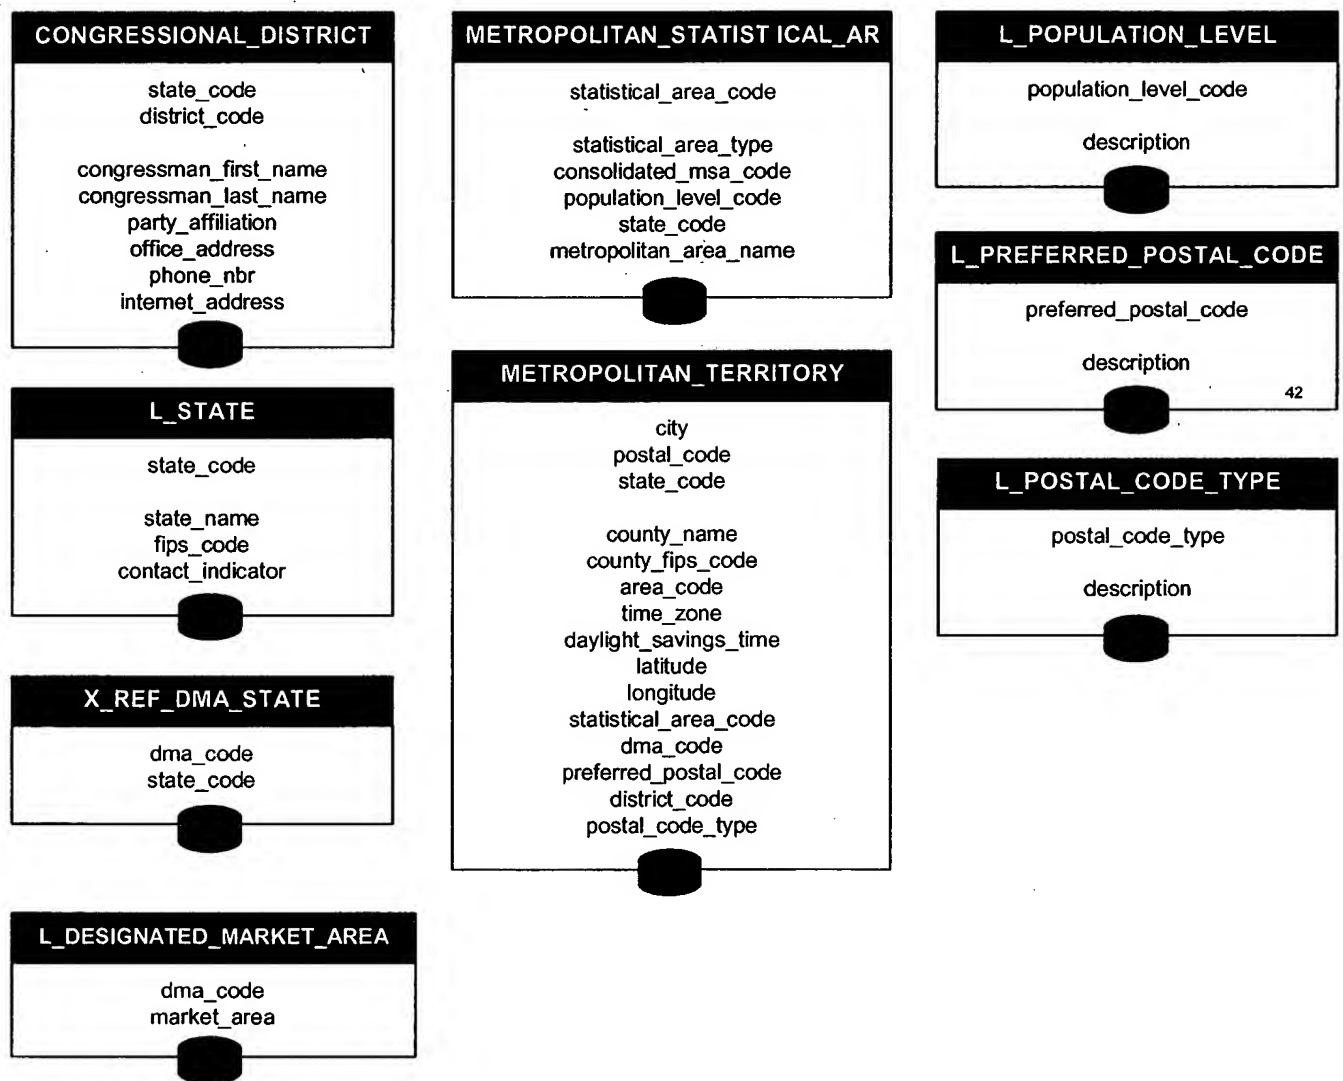 CONGRESSIONAL_DISTRICT
state_code
district_code
congressman_first_name
congressman_last_name
party_affiliation
office_address
phone_nbr
internet_address
L_STATE
state_code
state_name
fips_code
contact_indicator
X_REF_DMA_STATE
dma_code
state_code
L_DESIGNATED_MARKET_AREA
dma_code
market_area
METROPOLITAN_STATIST ICAL_AR
statistical_area_code
statistical_area_type
consolidated_msa_code
population_level_code
state_code
metropolitan_area_name
METROPOLITAN_TERRITORY
city
postal_code
state_code
county_name
county_fips_code
area_code
time_zone
daylight_savings_time
latitude
longitude
statistical_area_code
dma_code
preferred_postal_code
district_code
postal_code_type
L_POPULATION_LEVEL
population_level_code
description
L_PREFERRED_POSTAL_CODE
preferred_postal_code
description
42
L_POSTAL_CODE_TYPE
postal_code_type
description